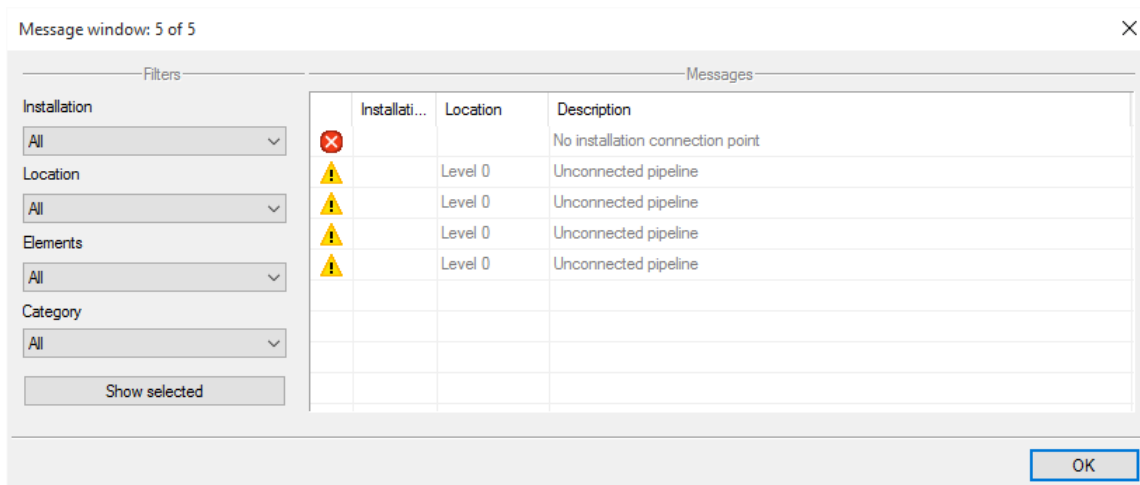 Message window: 5 of 5
Filters
Installation
All
Location
All
Elements
All
Category
All
Show selected
Messages
Installati... Location Description
No installation connection point
Level 0 Unconnected pipeline
Level 0 Unconnected pipeline
Level 0 Unconnected pipeline
Level 0 Unconnected pipeline
OK